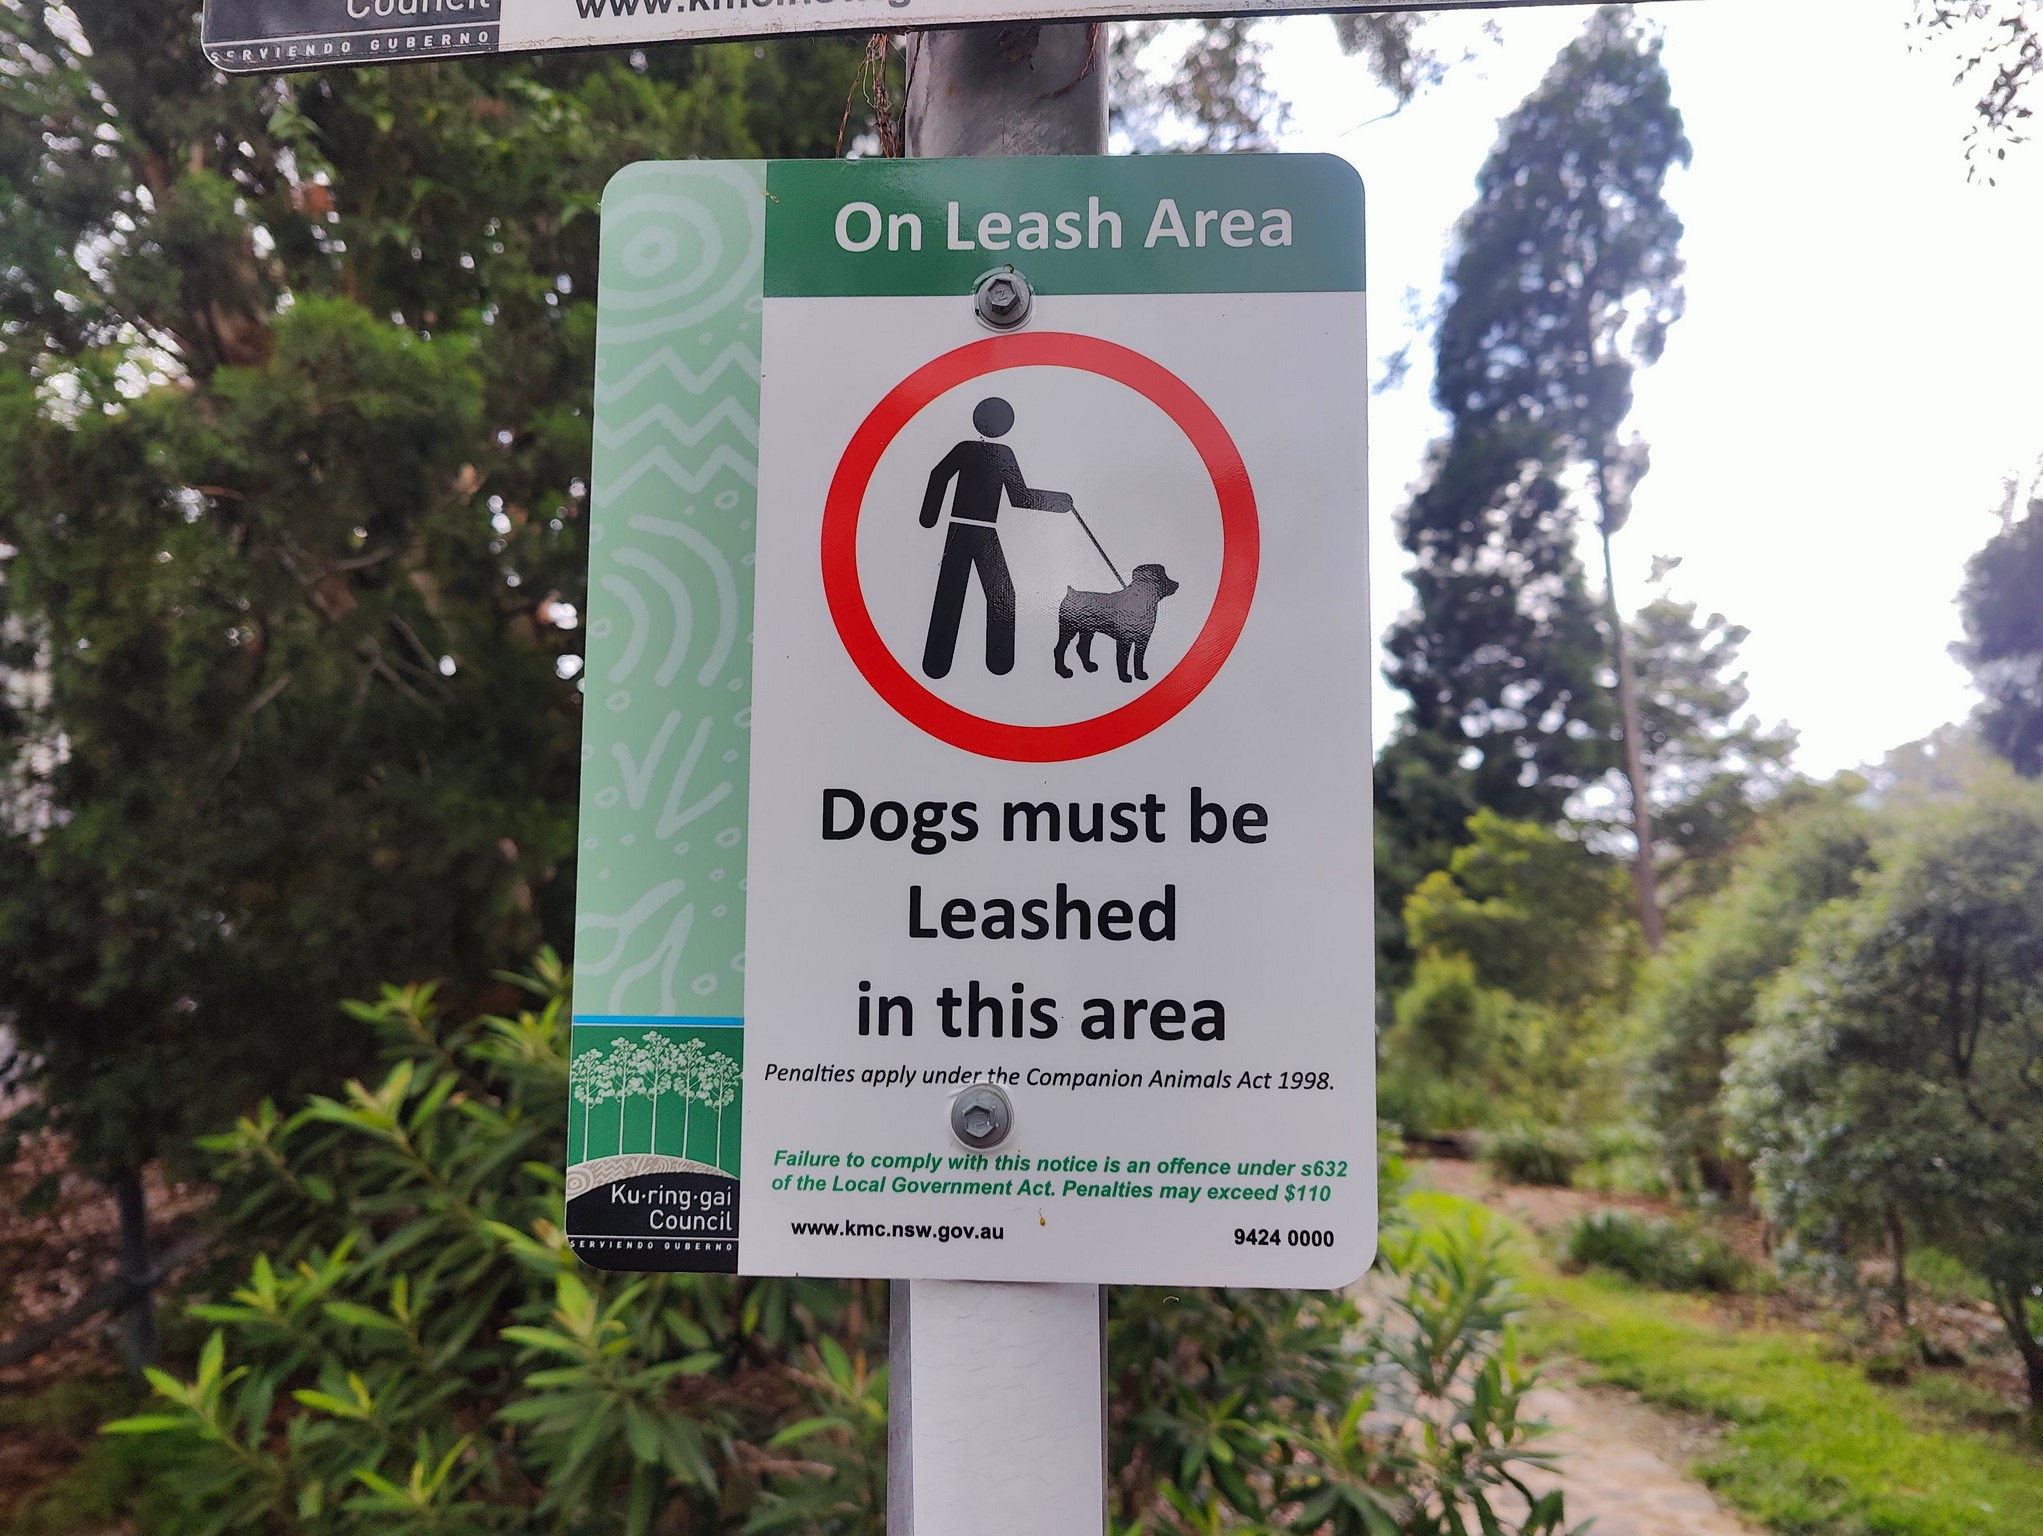 Council
SERVIENDO GUBERNO
On Leash Area
Dogs must be
Leashed
in this area
Penalties apply under the Companion Animals Act 1998.
Failure to comply with this notice is an offence under s632
of the Local Government Act. Penalties may exceed $110
www.kmc.nsw.gov.au
9424 0000
Ku·ring·gai
Council
SERVIENDO GUBERNO